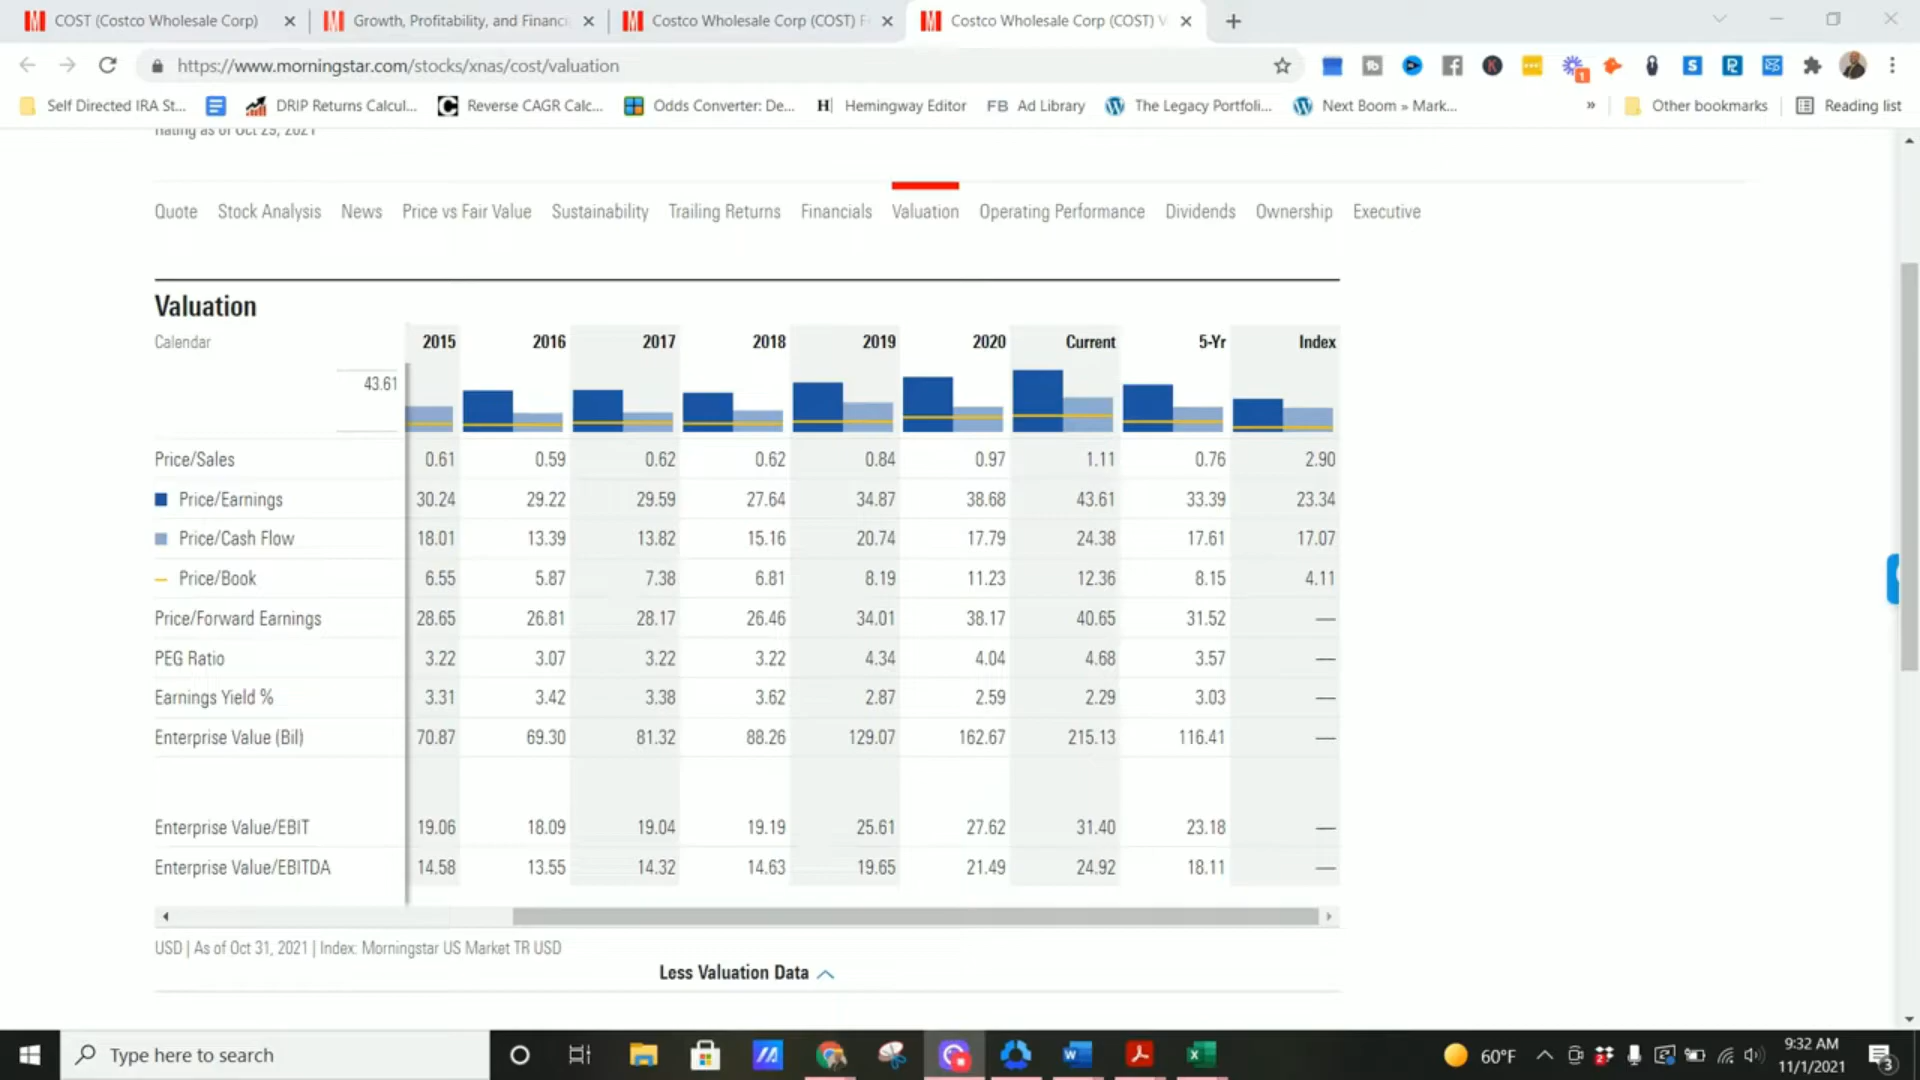 COST (Costco Wholesale Corp)
Growth, Profitability, and Financi
Costco Wholesale Corp (COST) F
Costco Wholesale Corp (COST) V
https://www.morningstar.com/stocks/xnas/cost/valuation
1
Self Directed IRA St...
DRIP Returns Calcul...
Reverse CAGR Calc...
Odds Converter: De...
Hemingway Editor
FB Ad Library
The Legacy Portfoli...
Next Boom » Mark...
»
Other bookmarks
Reading list
Rating as of Oct 29, 2021
Quote Stock Analysis News Price vs Fair Value Sustainability Trailing Returns Financials Valuation Operating Performance Dividends Ownership Executive
Valuation
Calendar 2015 2016 2017 2018 2019 2020 Current 5-Yr Index
43.61
Price/Sales 0.61 0.59 0.62 0.62 0.84 0.97 1.11 0.76 2.90
Price/Earnings 30.24 29.22 29.59 27.64 34.87 38.68 43.61 33.39 23.34
Price/Cash Flow 18.01 13.39 13.82 15.16 20.74 17.79 24.38 17.61 17.07
Price/Book 6.55 5.87 7.38 6.81 8.19 11.23 12.36 8.15 4.11
Price/Forward Earnings 28.65 26.81 28.17 26.46 34.01 38.17 40.65 31.52 —
PEG Ratio 3.22 3.07 3.22 3.22 4.34 4.04 4.68 3.57 —
Earnings Yield % 3.31 3.42 3.38 3.62 2.87 2.59 2.29 3.03 —
Enterprise Value (Bil) 70.87 69.30 81.32 88.26 129.07 162.67 215.13 116.41 —
Enterprise Value/EBIT 19.06 18.09 19.04 19.19 25.61 27.62 31.40 23.18 —
Enterprise Value/EBITDA 14.58 13.55 14.32 14.63 19.65 21.49 24.92 18.11 —
USD | As of Oct 31, 2021 | Index: Morningstar US Market TR USD
Less Valuation Data
Type here to search
60°F
9:32 AM
11/1/2021
3